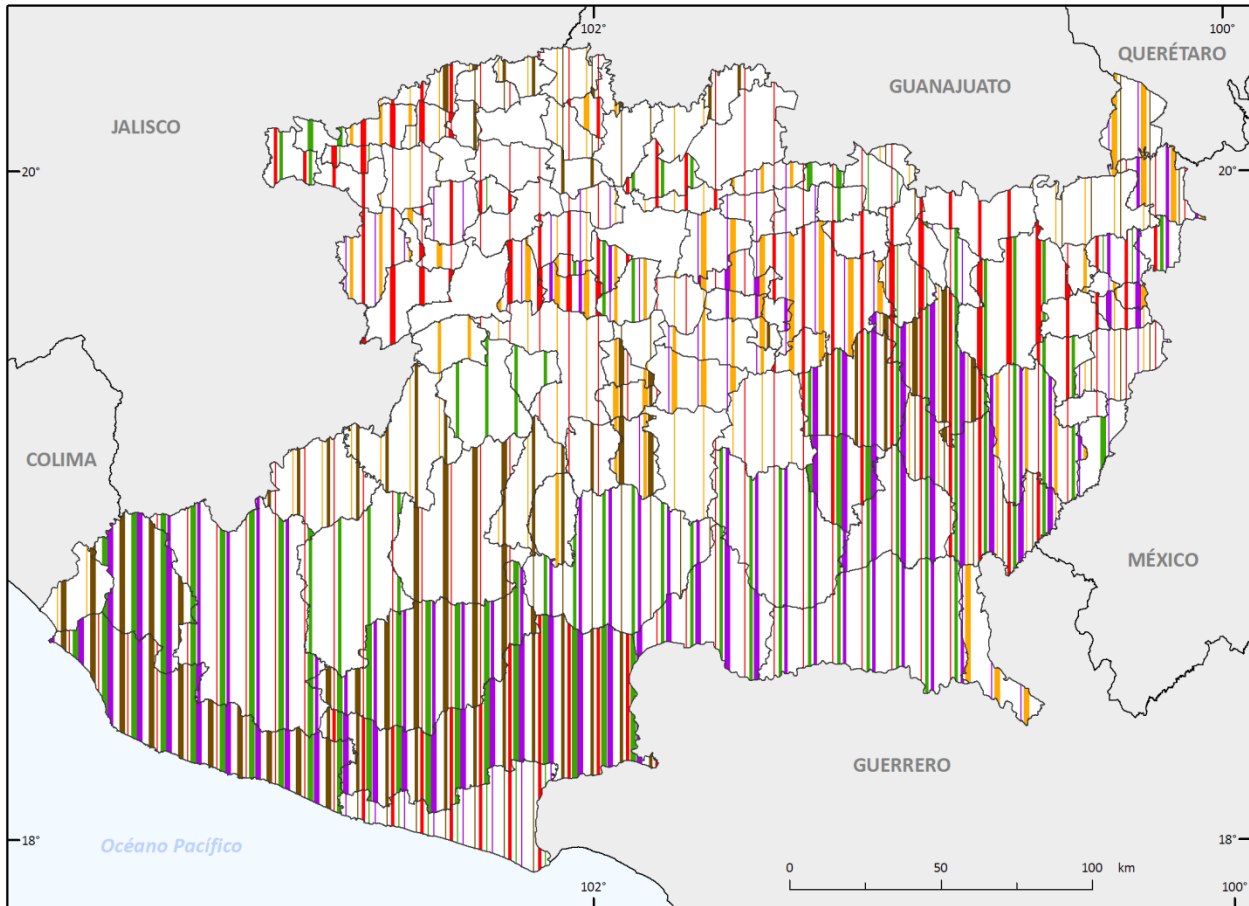 102°
100°
QUERÉTARO
GUANAJUATO
JALISCO
20°
20°
COLIMA
MÉXICO
GUERRERO
Océano Pacífico
18°
18°
0 50 100 km
102°
100°